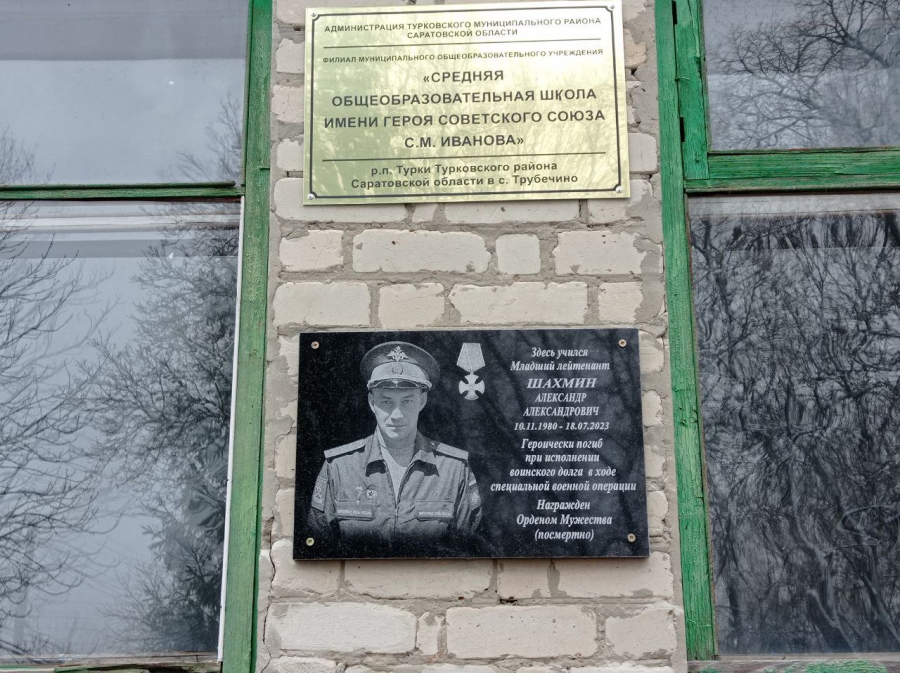 АДМИНИСТРАЦИЯ ТУРКОВСКОГО МУНИЦИПАЛЬНОГО РАЙОНА
САРАТОВСКОЙ ОБЛАСТИ
ФИЛИАЛ МУНИЦИПАЛЬНОГО ОБЩЕОБРАЗОВАТЕЛЬНОГО УЧРЕЖДЕНИЯ
«СРЕДНЯЯ
ОБЩЕОБРАЗОВАТЕЛЬНАЯ ШКОЛА
ИМЕНИ ГЕРОЯ СОВЕТСКОГО СОЮЗА
С.М. ИВАНОВА»
р.п. Турки Турковского района
Саратовской области в с. Трубечино
Здесь учился
Младший лейтенант
ШАХМИН
АЛЕКСАНДР
АЛЕКСАНДРОВИЧ
10.11.1980 - 18.07.2023
Героически погиб
при исполнении
воинского долга в ходе
специальной военной операции
Награжден
Орденом Мужества
(посмертно)